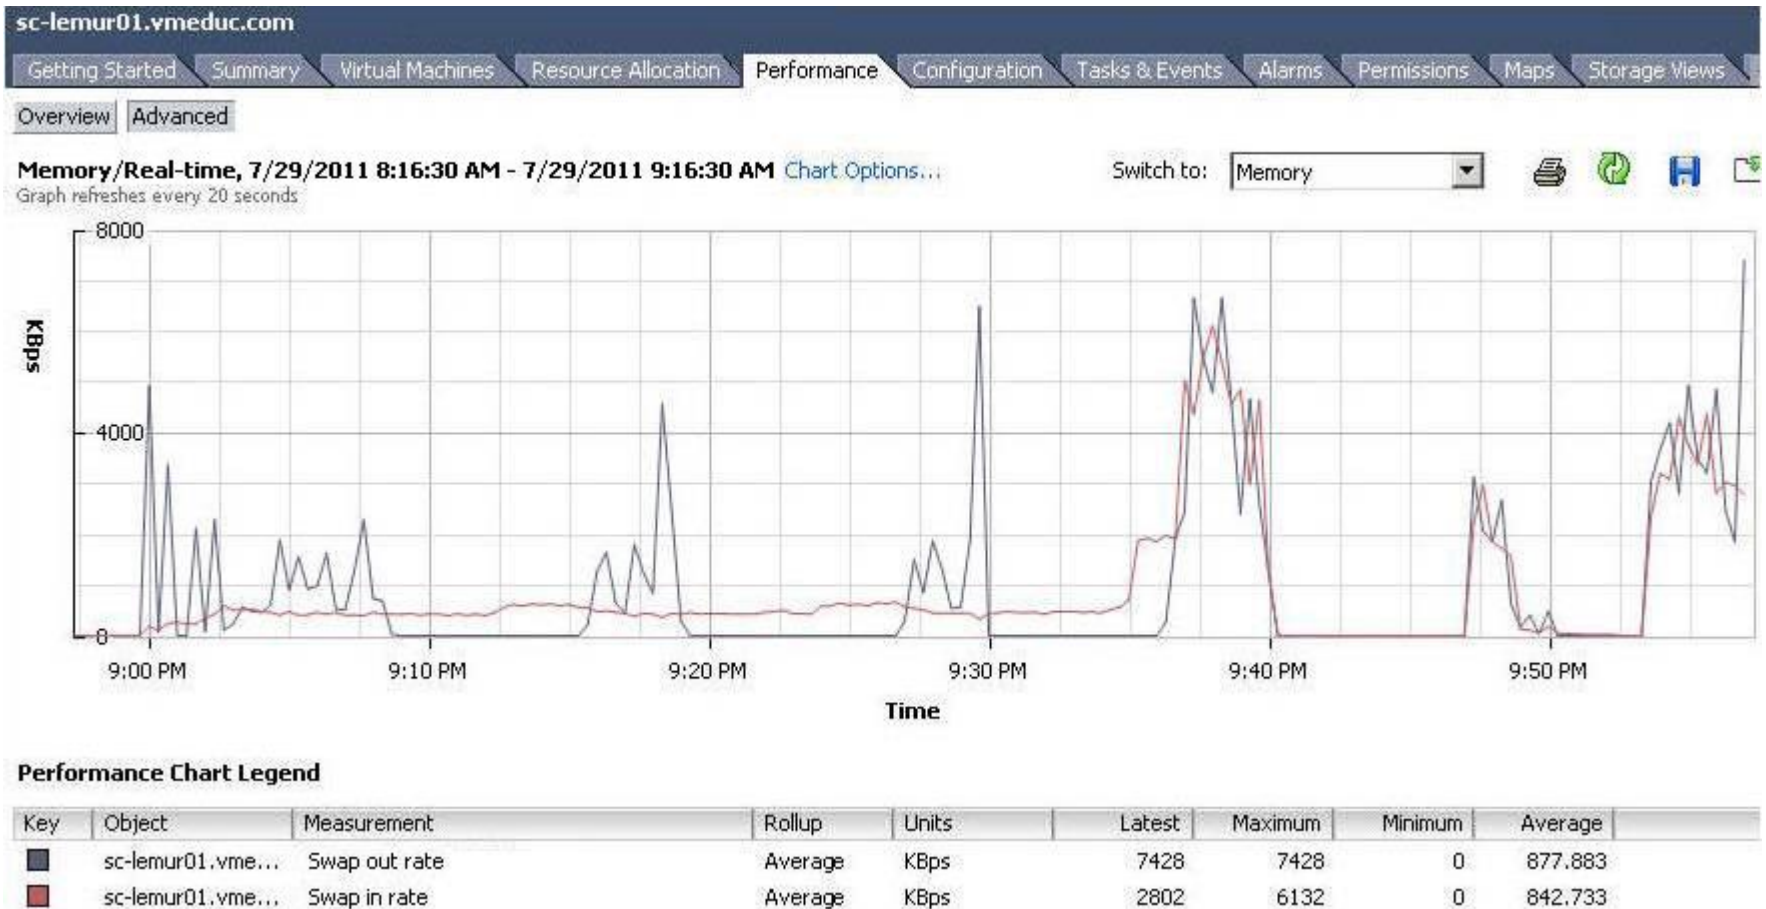 sc-lemur01.vmeduc.com
Getting Started Summary Virtual Machines Resource Allocation Performance Configuration Tasks & Events Alarms Permissions Maps Storage Views
Overview Advanced
Memory/Real-time, 7/29/2011 8:16:30 AM - 7/29/2011 9:16:30 AM Chart Options... Switch to: Memory
Graph refreshes every 20 seconds
8000
KBps
4000
0
9:00 PM 9:10 PM 9:20 PM 9:30 PM 9:40 PM 9:50 PM
Time
Performance Chart Legend
Key Object Measurement Rollup Units Latest Maximum Minimum Average
sc-lemur01.vme... Swap out rate Average KBps 7428 7428 0 877.883
sc-lemur01.vme... Swap in rate Average KBps 2802 6132 0 842.733